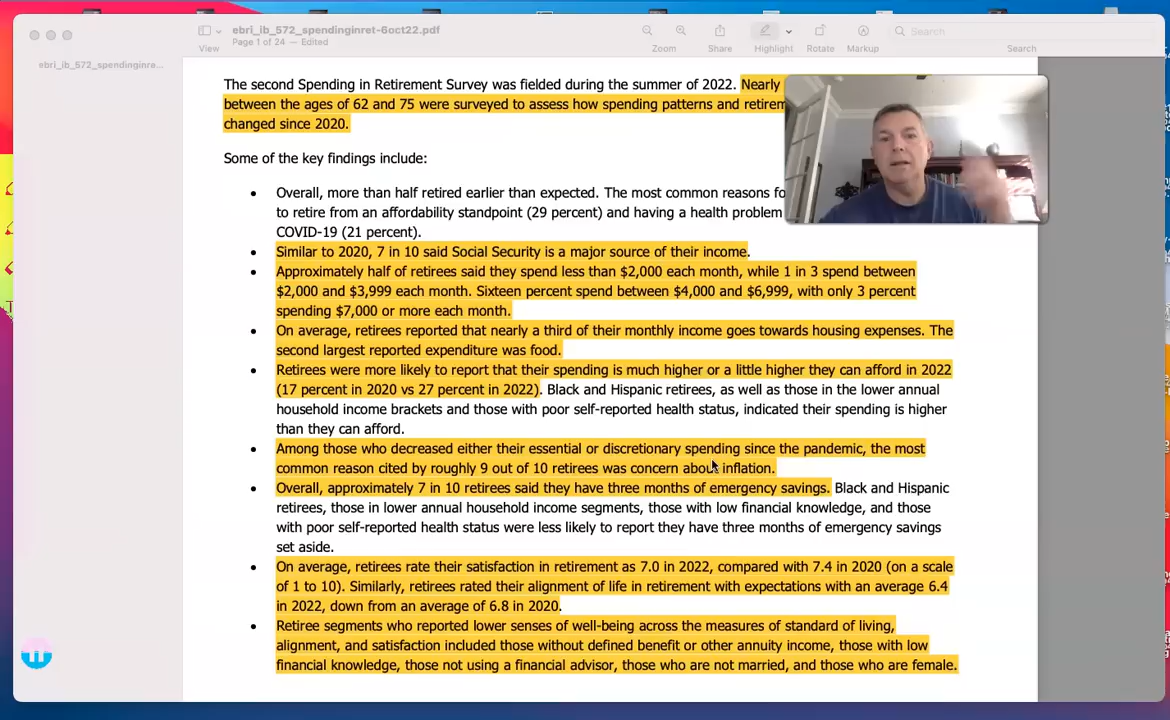 ebri_ib_572_spendinginret-6oct22.pdf
Page 1 of 24 — Edited
View
Zoom
Share
Highlight
Rotate
Markup
Search
Search
ebri_ib_572_spendinginre...
The second Spending in Retirement Survey was fielded during the summer of 2022. Nearly
between the ages of 62 and 75 were surveyed to assess how spending patterns and retirem
changed since 2020.
Some of the key findings include:
• Overall, more than half retired earlier than expected. The most common reasons fo
to retire from an affordability standpoint (29 percent) and having a health problem
COVID-19 (21 percent).
• Similar to 2020, 7 in 10 said Social Security is a major source of their income.
• Approximately half of retirees said they spend less than $2,000 each month, while 1 in 3 spend between
$2,000 and $3,999 each month. Sixteen percent spend between $4,000 and $6,999, with only 3 percent
spending $7,000 or more each month.
• On average, retirees reported that nearly a third of their monthly income goes towards housing expenses. The
second largest reported expenditure was food.
• Retirees were more likely to report that their spending is much higher or a little higher they can afford in 2022
(17 percent in 2020 vs 27 percent in 2022). Black and Hispanic retirees, as well as those in the lower annual
household income brackets and those with poor self-reported health status, indicated their spending is higher
than they can afford.
• Among those who decreased either their essential or discretionary spending since the pandemic, the most
common reason cited by roughly 9 out of 10 retirees was concern about inflation.
• Overall, approximately 7 in 10 retirees said they have three months of emergency savings. Black and Hispanic
retirees, those in lower annual household income segments, those with low financial knowledge, and those
with poor self-reported health status were less likely to report they have three months of emergency savings
set aside.
• On average, retirees rate their satisfaction in retirement as 7.0 in 2022, compared with 7.4 in 2020 (on a scale
of 1 to 10). Similarly, retirees rated their alignment of life in retirement with expectations with an average 6.4
in 2022, down from an average of 6.8 in 2020.
• Retiree segments who reported lower senses of well-being across the measures of standard of living,
alignment, and satisfaction included those without defined benefit or other annuity income, those with low
financial knowledge, those not using a financial advisor, those who are not married, and those who are female.